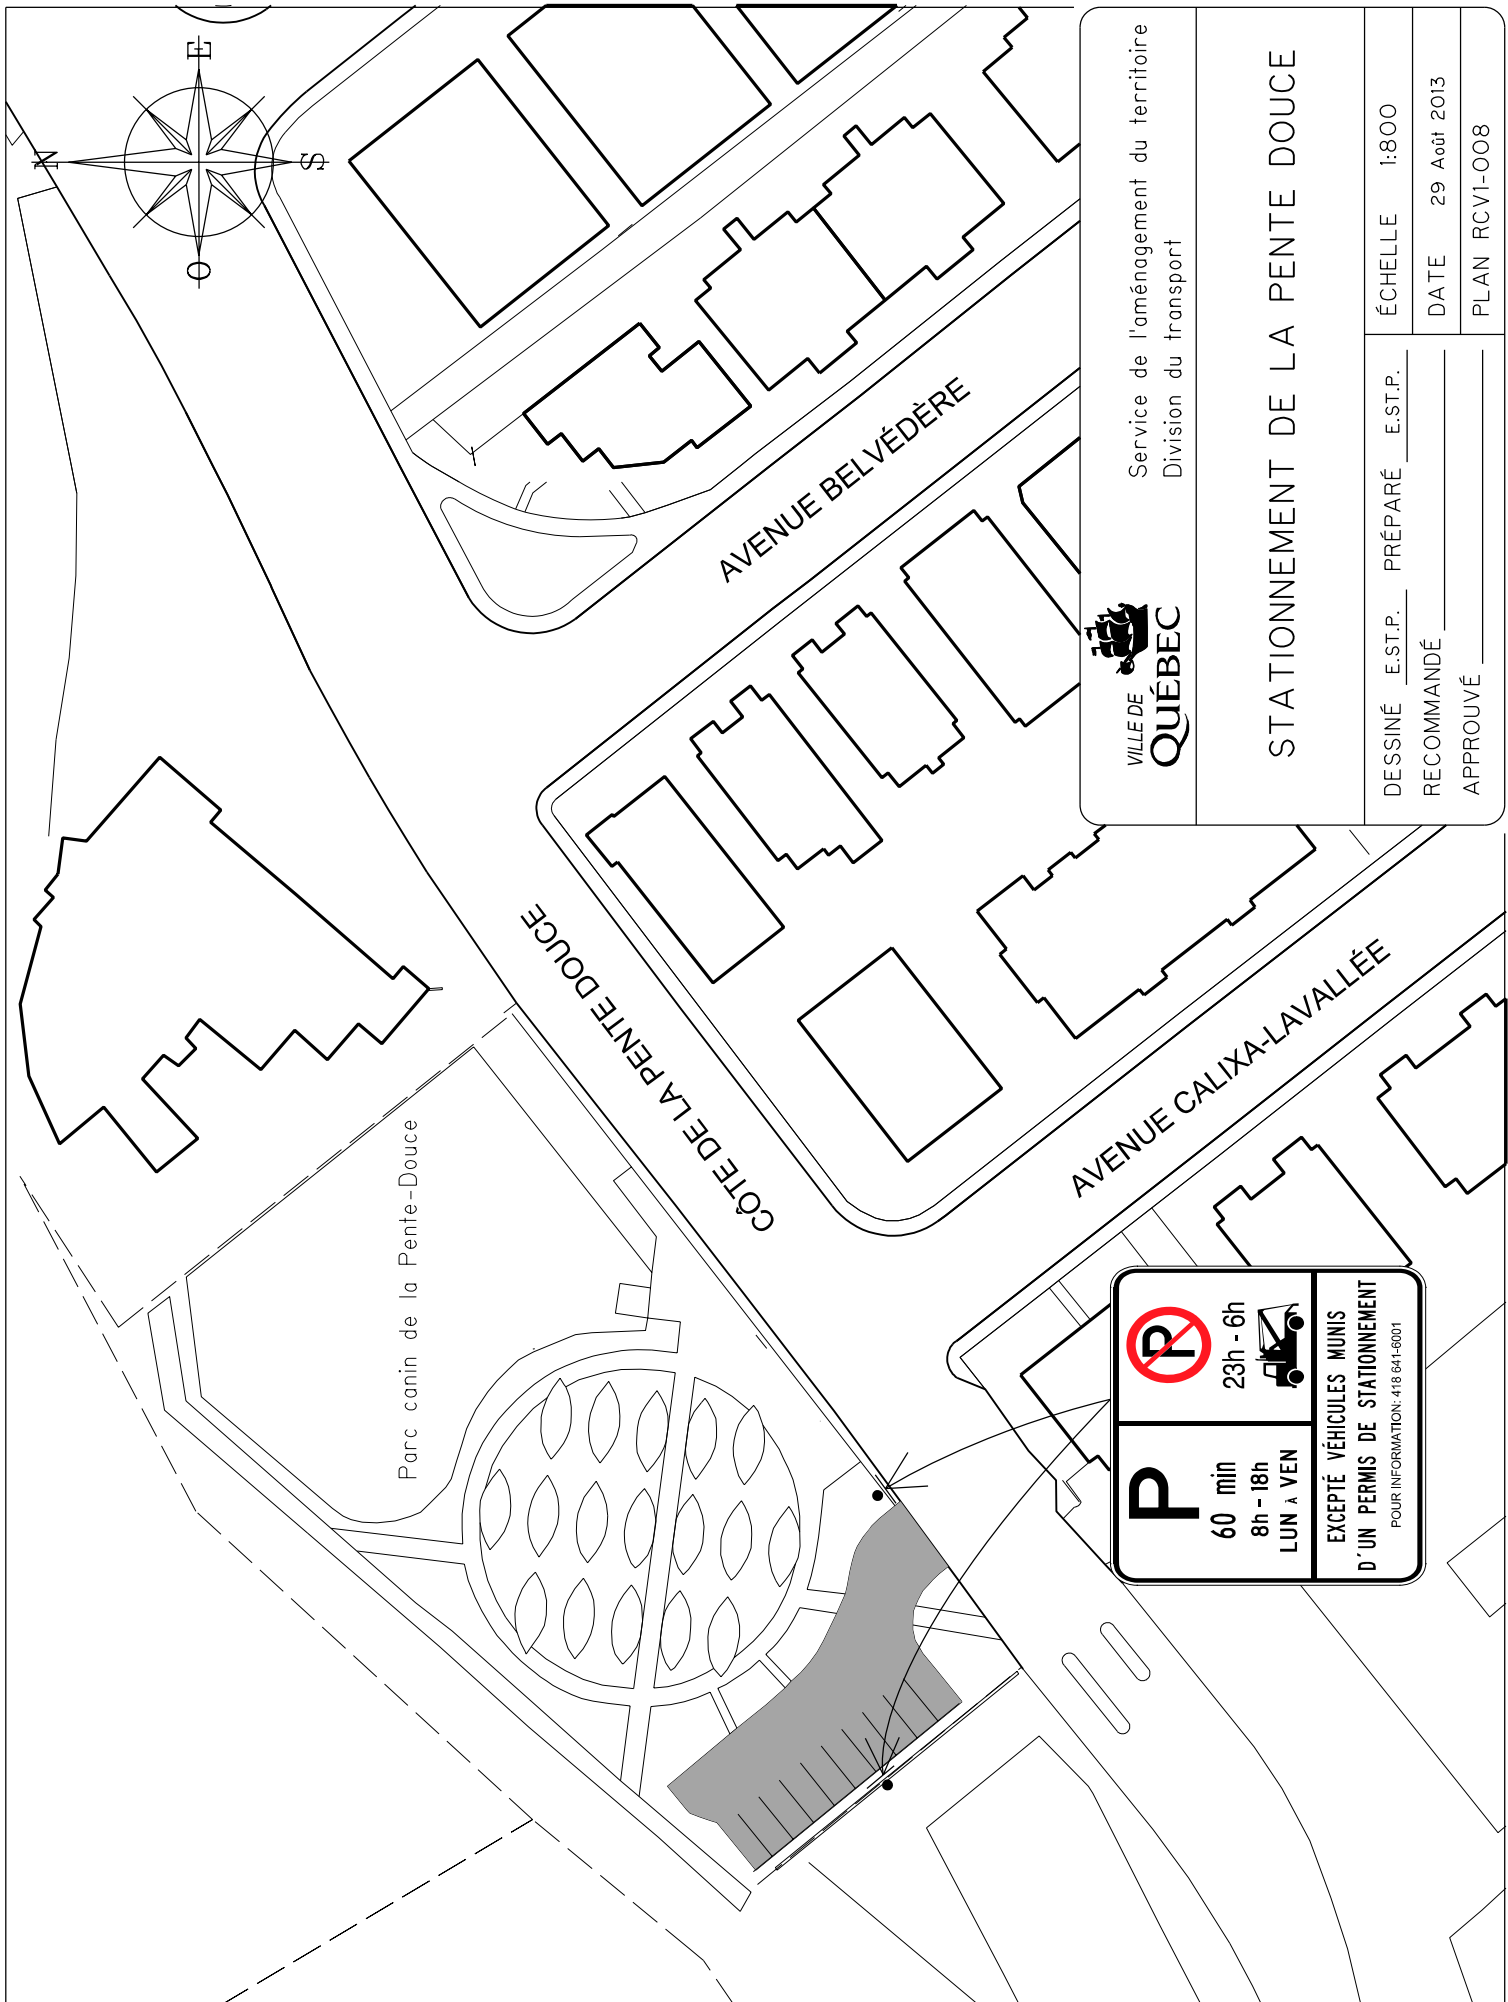 N
E
S
O
Parc canin de la Pente-Douce
CÔTE DE LA PENTE DOUCE
AVENUE BELVÉDÈRE
AVENUE CALIXA-LAVALLÉE
P
60 min
8h - 18h
LUN À VEN
P
23h - 6h
EXCEPTÉ VÉHICULES MUNIS
D'UN PERMIS DE STATIONNEMENT
POUR INFORMATION: 418 641-6001
VILLE DE
QUÉBEC
Service de l'aménagement du territoire
Division du transport
STATIONNEMENT DE LA PENTE DOUCE
DESSINÉ E.ST.P. PRÉPARÉ E.ST.P.
RECOMMANDÉ
APPROUVÉ
ÉCHELLE 1:800
DATE 29 Août 2013
PLAN RCV1-008